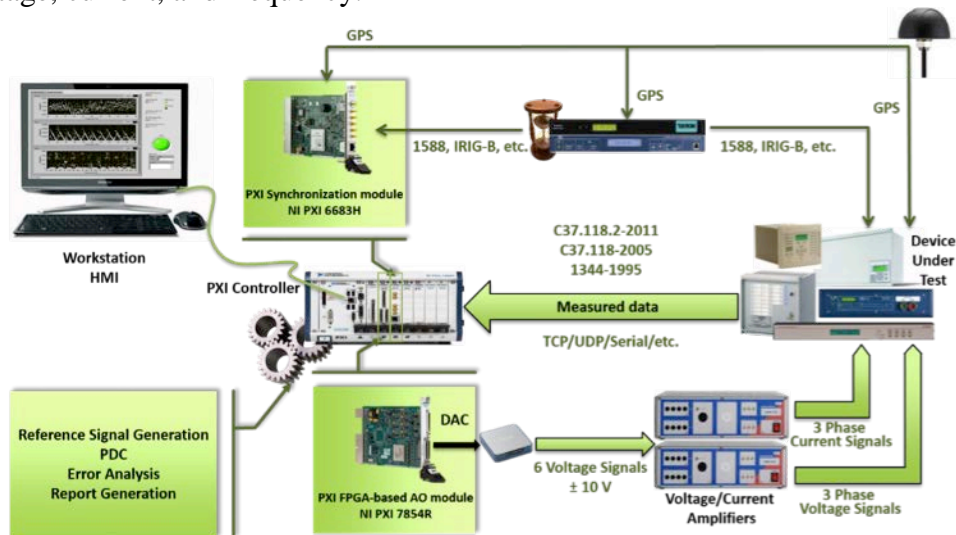 GPS
GPS
GPS
1588, IRIG-B, etc.
1588, IRIG-B, etc.
PXI Synchronization module
NI PXI 6683H
Workstation
HMI
C37.118.2-2011
C37.118-2005
1344-1995
Device
Under
Test
PXI Controller
Measured data
TCP/UDP/Serial/etc.
Reference Signal Generation
PDC
Error Analysis
Report Generation
DAC
PXI FPGA-based AO module
NI PXI 7854R
6 Voltage Signals
± 10 V
3 Phase
Current Signals
Voltage/Current
Amplifiers
3 Phase
Voltage Signals